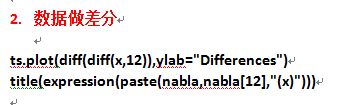 2. 数据做差分
ts.plot(diff(diff(x,12)),ylab="Differences")
title(expression(paste(nabla,nabla[12],"(x)")))